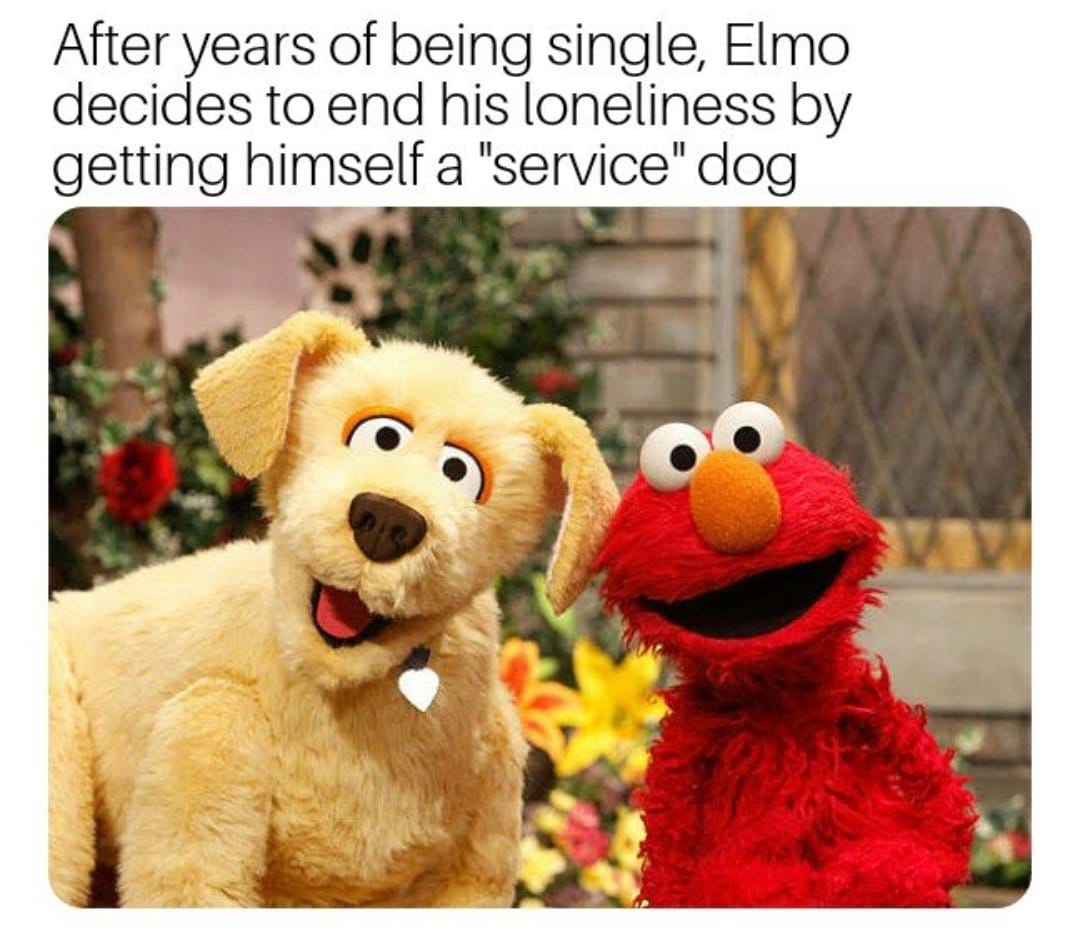 After years of being single, Elmo
decides to end his loneliness by
getting himself a "service" dog